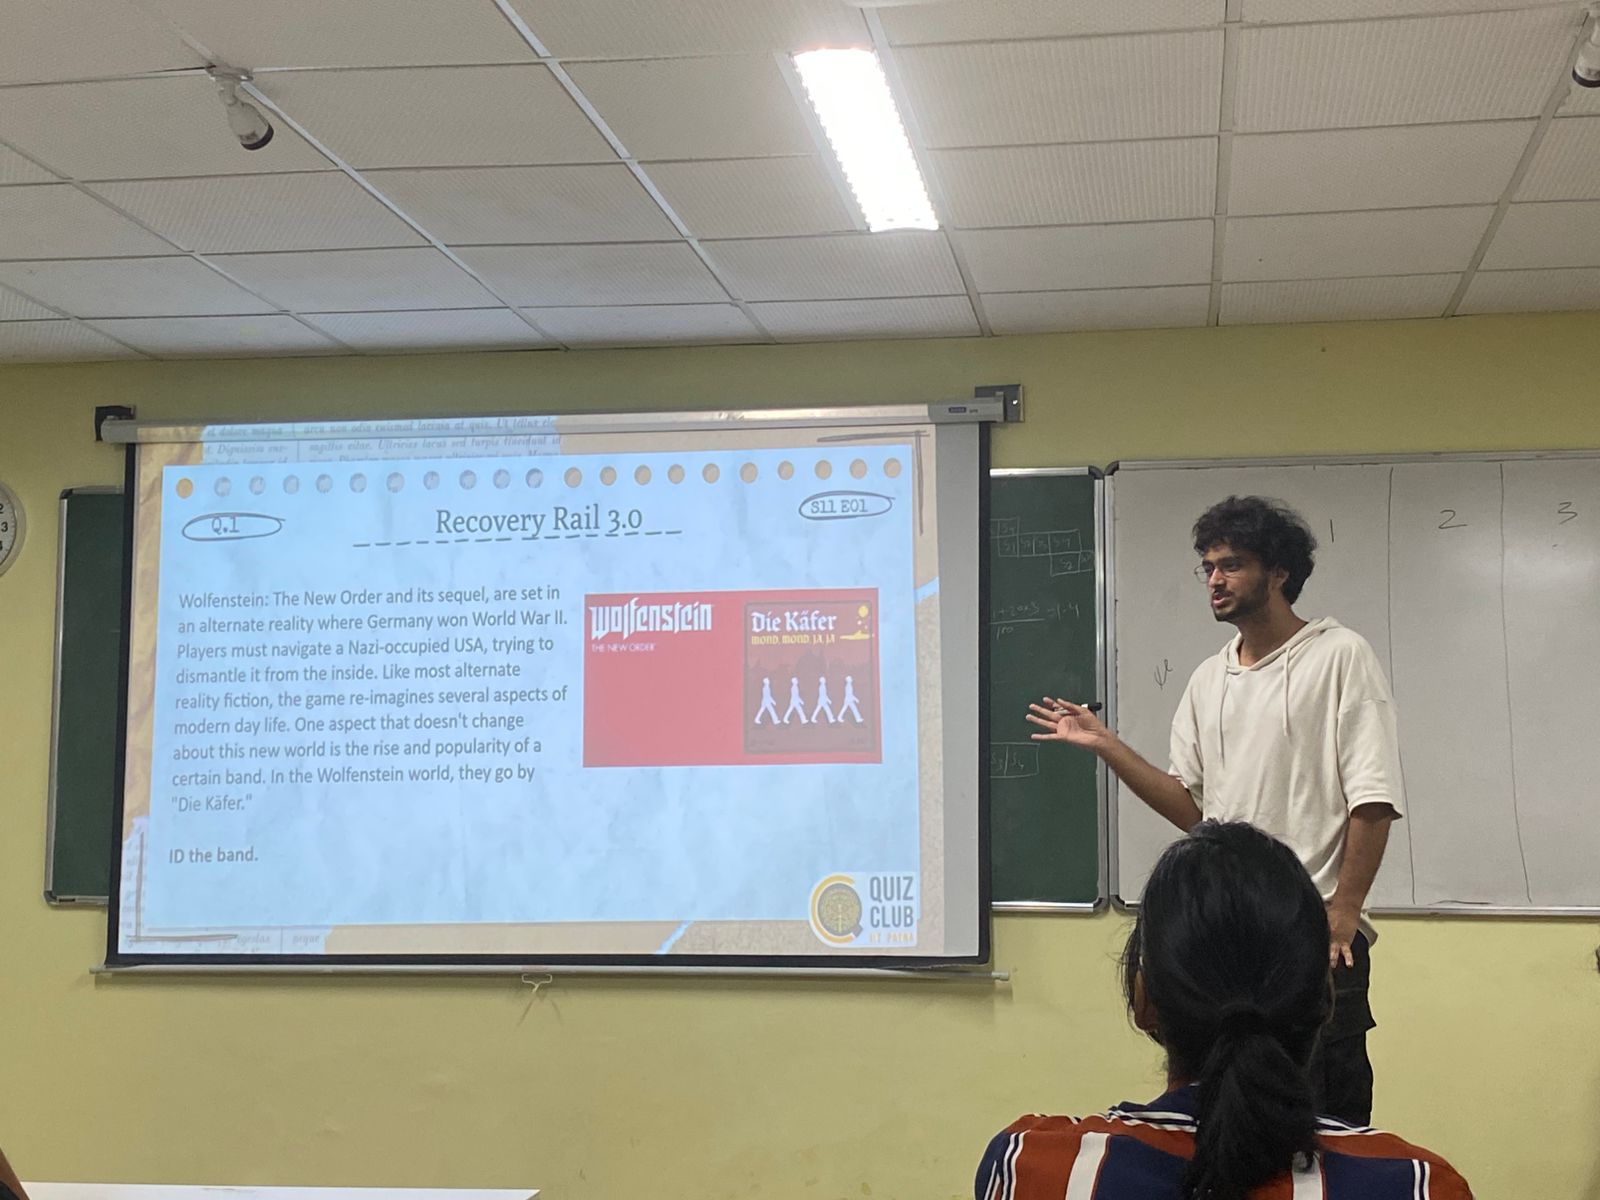 Q.1
Recovery Rail 3.0
S11 E01
Wolfenstein: The New Order and its sequel, are set in
an alternate reality where Germany won World War II.
Players must navigate a Nazi-occupied USA, trying to
dismantle it from the inside. Like most alternate
reality fiction, the game re-imagines several aspects of
modern day life. One aspect that doesn't change
about this new world is the rise and popularity of a
certain band. In the Wolfenstein world, they go by
"Die Käfer."
ID the band.
Wolfenstein
THE NEW ORDER
Die Käfer
MOND, MOND, JA, JA
QUIZ
CLUB
IIT PATNA
1
2
3